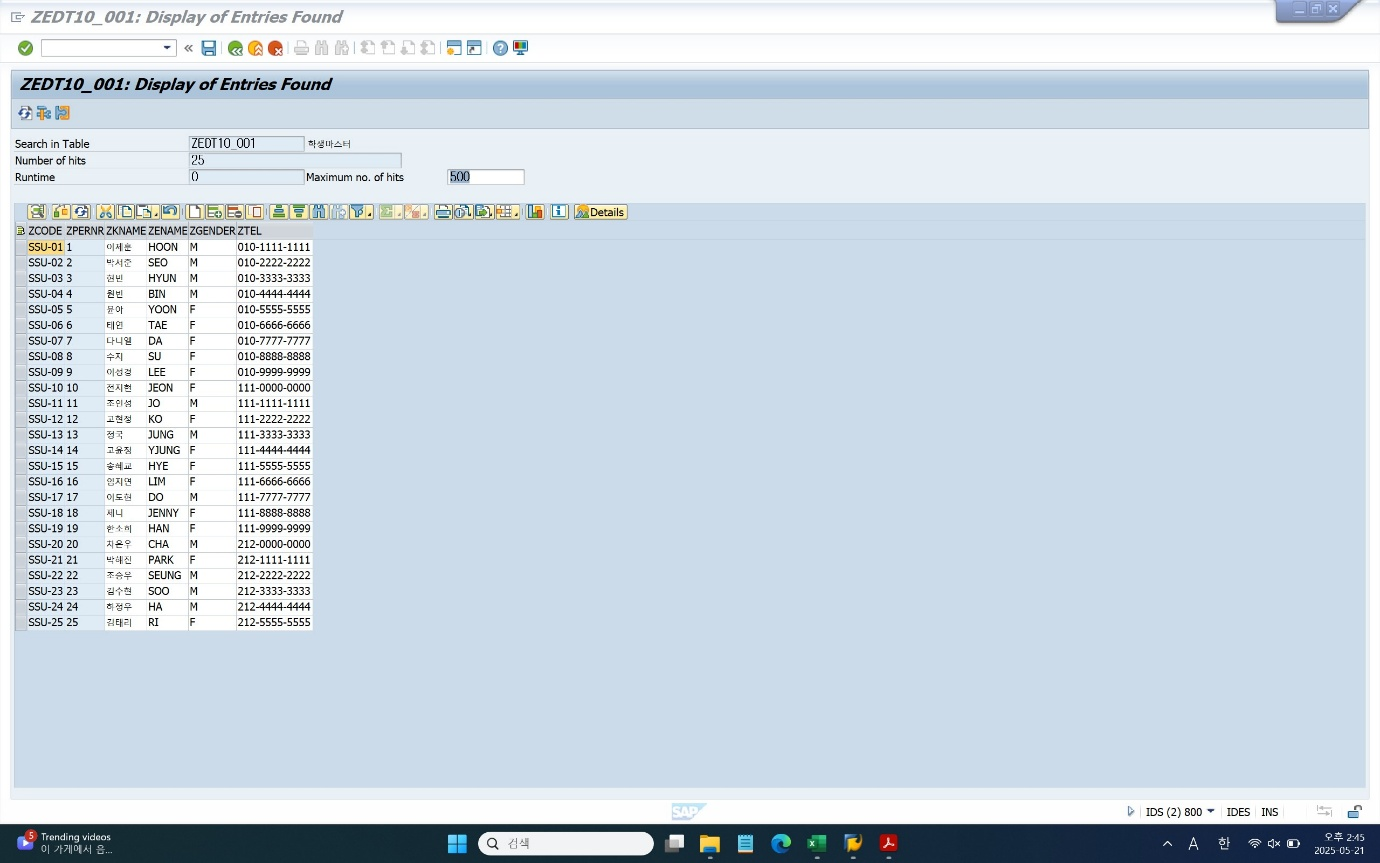 ZEDT10_001: Display of Entries Found
ZEDT10_001: Display of Entries Found
Search in Table ZEDT10_001 학생마스터
Number of hits 25
Runtime 0 Maximum no. of hits 500
Details
ZCODE ZPERNR ZKNAME ZENAME ZGENDER ZTEL
SSU-01 1 이제훈 HOON M 010-1111-1111
SSU-02 2 박서준 SEO M 010-2222-2222
SSU-03 3 현빈 HYUN M 010-3333-3333
SSU-04 4 원빈 BIN M 010-4444-4444
SSU-05 5 윤아 YOON F 010-5555-5555
SSU-06 6 태연 TAE F 010-6666-6666
SSU-07 7 다니엘 DA F 010-7777-7777
SSU-08 8 수지 SU F 010-8888-8888
SSU-09 9 이성경 LEE F 010-9999-9999
SSU-10 10 전지현 JEON F 111-0000-0000
SSU-11 11 조인성 JO M 111-1111-1111
SSU-12 12 고현정 KO F 111-2222-2222
SSU-13 13 정국 JUNG M 111-3333-3333
SSU-14 14 고윤정 YJUNG F 111-4444-4444
SSU-15 15 송혜교 HYE F 111-5555-5555
SSU-16 16 임지연 LIM F 111-6666-6666
SSU-17 17 이도현 DO M 111-7777-7777
SSU-18 18 제니 JENNY F 111-8888-8888
SSU-19 19 한소희 HAN F 111-9999-9999
SSU-20 20 차은우 CHA M 212-0000-0000
SSU-21 21 박해진 PARK F 212-1111-1111
SSU-22 22 조승우 SEUNG M 212-2222-2222
SSU-23 23 김수현 SOO M 212-3333-3333
SSU-24 24 하정우 HA M 212-4444-4444
SSU-25 25 김태리 RI F 212-5555-5555
SAP
IDS (2) 800 IDES INS
5 Trending videos
이 가게에서 음...
검색
A 한
오후 2:45
2025-05-21